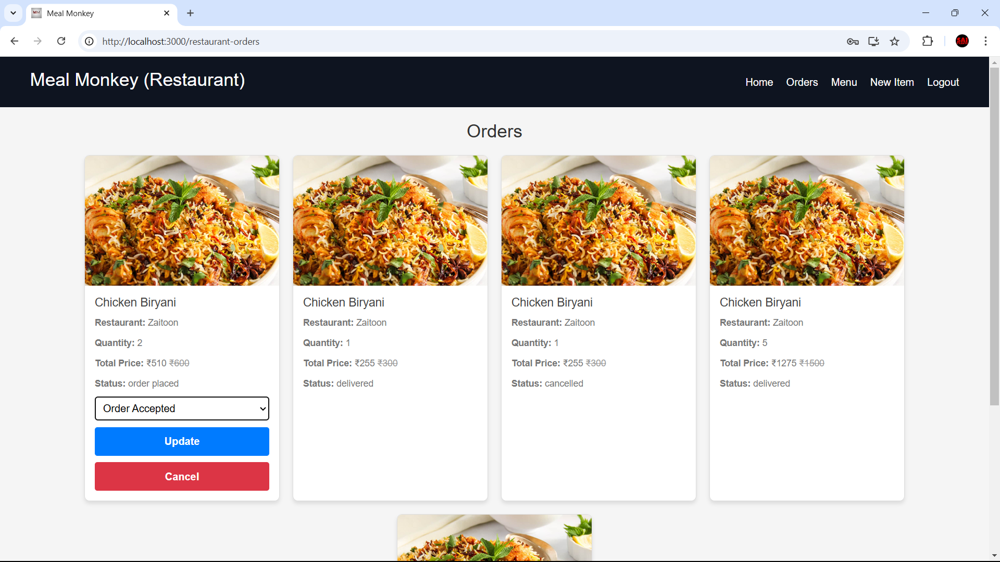 Meal Monkey
http://localhost:3000/restaurant-orders
SAI
Meal Monkey (Restaurant)
Home Orders Menu New Item Logout
Orders
Chicken Biryani
Restaurant: Zaitoon
Quantity: 2
Total Price: ₹510 ₹600
Status: order placed
Order Accepted
Update
Cancel
Chicken Biryani
Restaurant: Zaitoon
Quantity: 1
Total Price: ₹255 ₹300
Status: delivered
Chicken Biryani
Restaurant: Zaitoon
Quantity: 1
Total Price: ₹255 ₹300
Status: cancelled
Chicken Biryani
Restaurant: Zaitoon
Quantity: 5
Total Price: ₹1275 ₹1500
Status: delivered